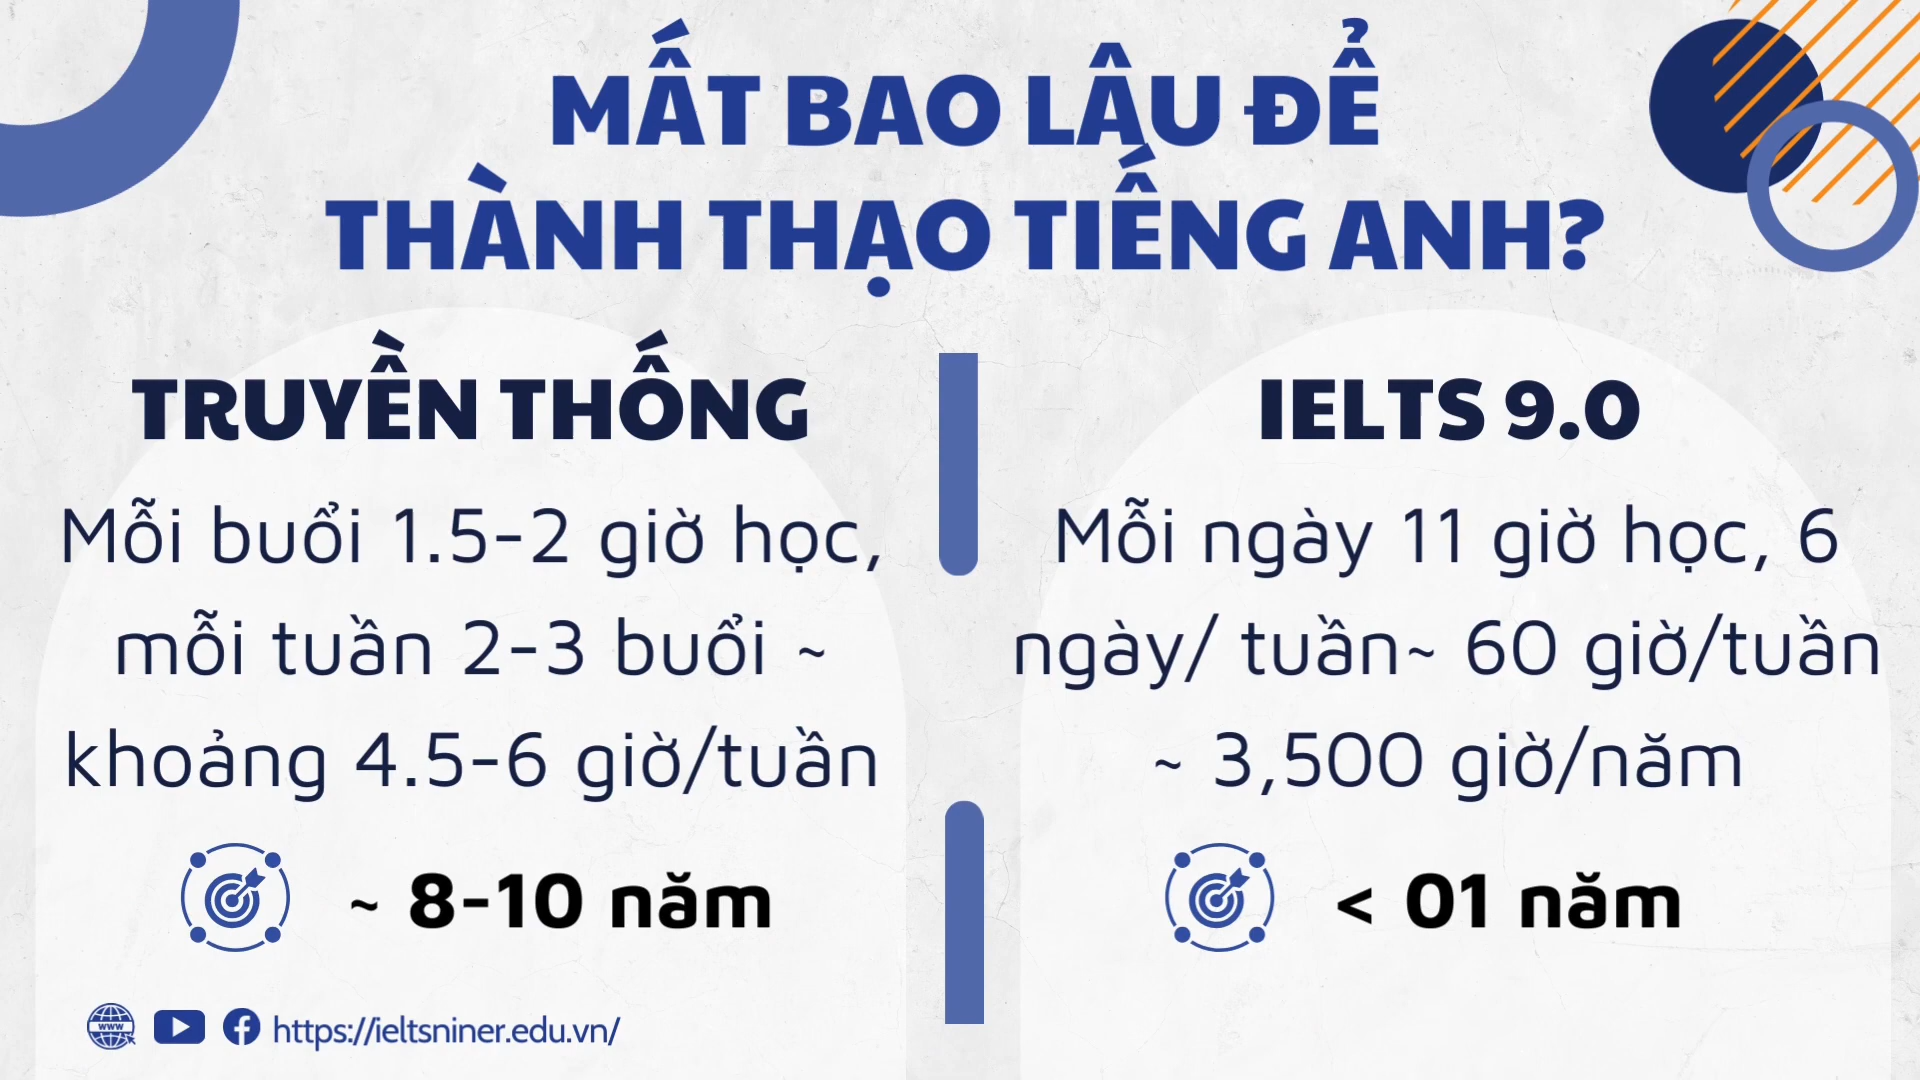 MẤT BAO LÂU ĐỂ
THÀNH THẠO TIẾNG ANH?
TRUYỀN THỐNG
Mỗi buổi 1.5-2 giờ học,
mỗi tuần 2-3 buổi ~
khoảng 4.5-6 giờ/tuần
~ 8-10 năm
IELTS 9.0
Mỗi ngày 11 giờ học, 6
ngày/ tuần~ 60 giờ/tuần
~ 3,500 giờ/năm
< 01 năm
www
https://ieltsniner.edu.vn/